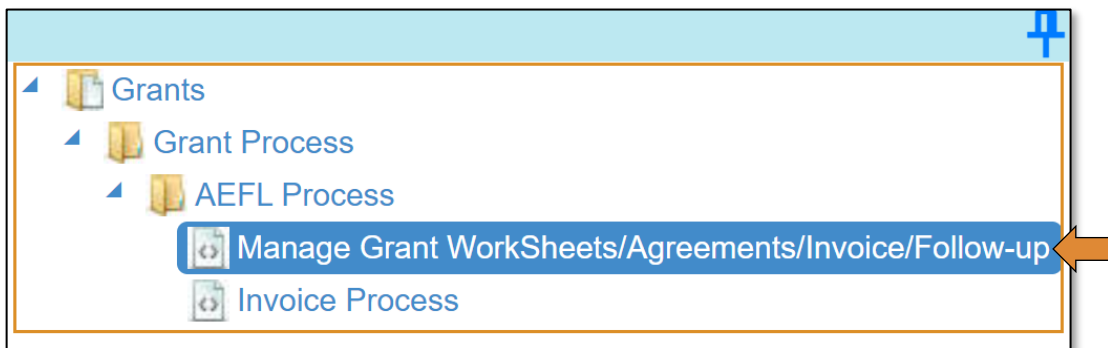 Grants
Grant Process
AEFL Process
Manage Grant WorkSheets/Agreements/Invoice/Follow-up
Invoice Process